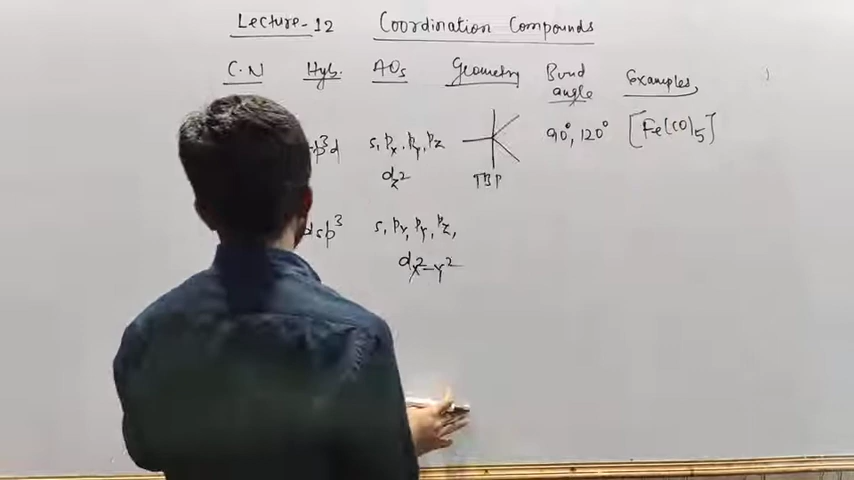 Lecture-12 Coordination Compounds
C.N Hyb. AOs Geometry Bond angle Examples
sp³d s, px, py, pz 90°, 120° [Fe(CO)5]
dz²
TBP
dsp³ s, px, py, pz,
dx²-y²